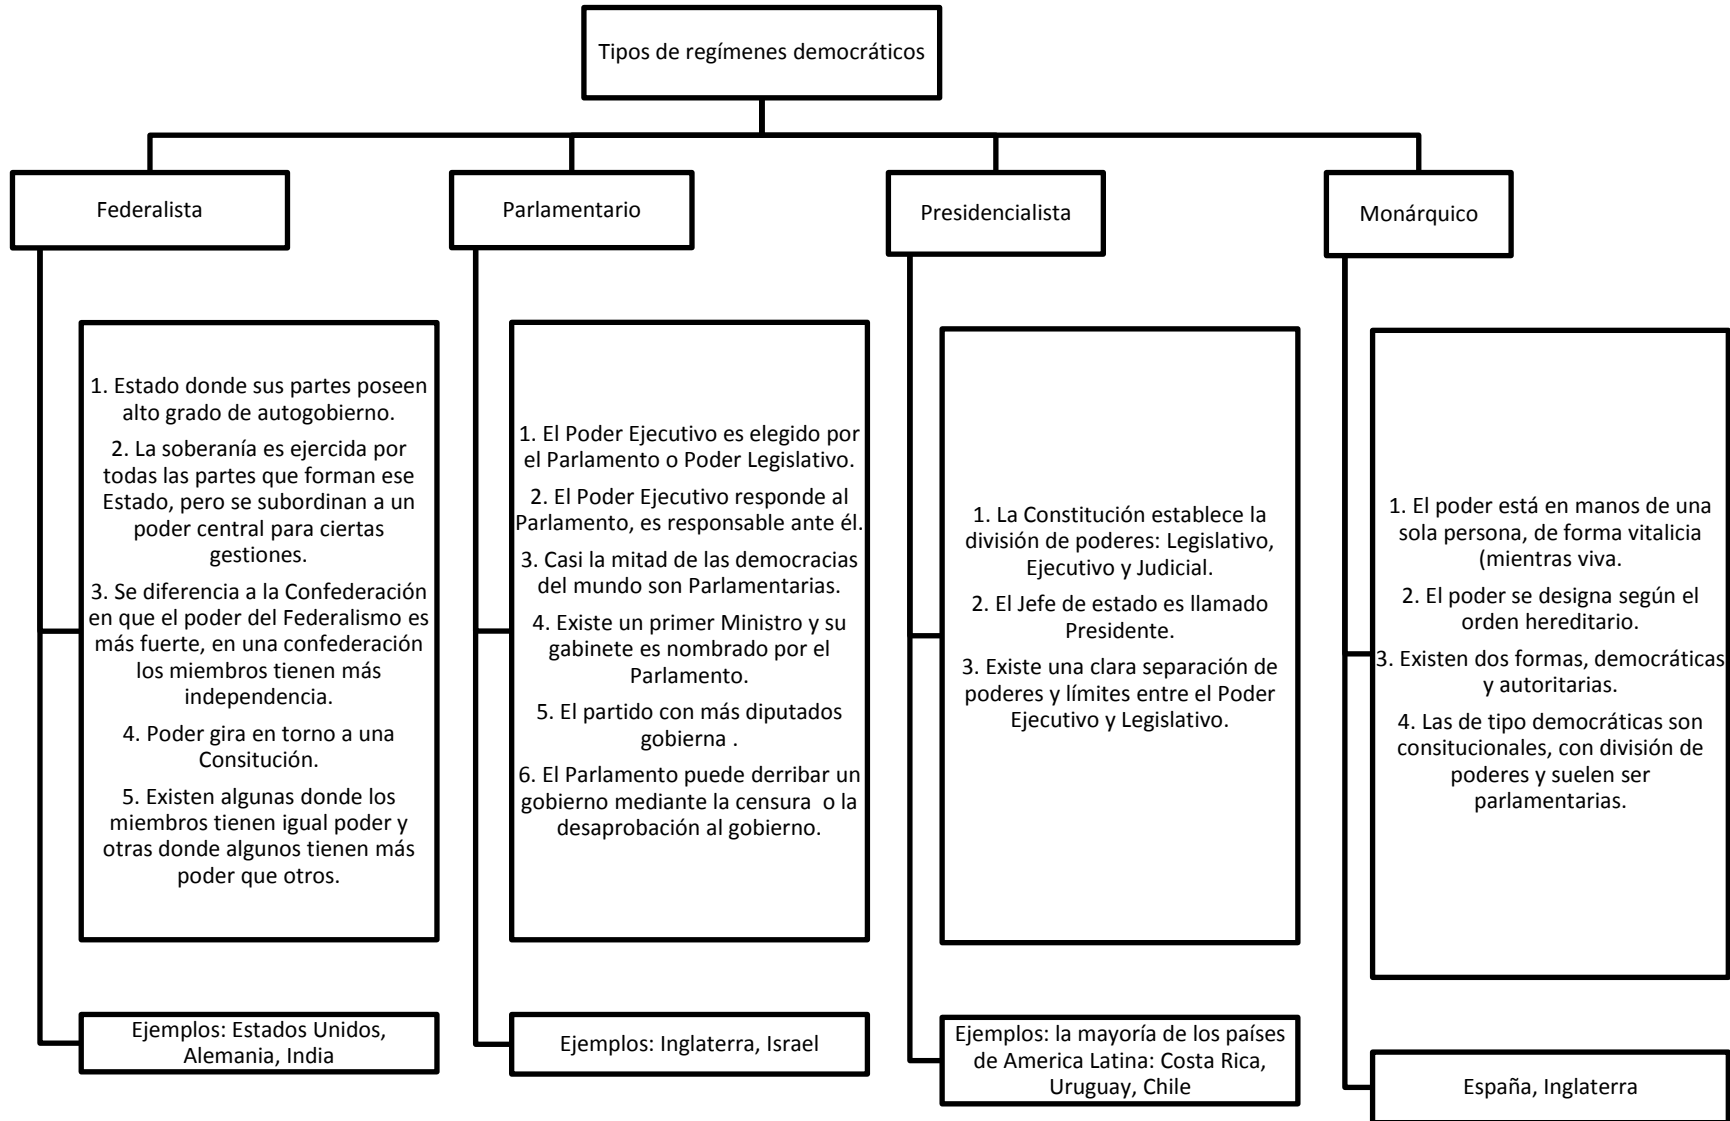 Tipos de regímenes democráticos
Federalista
Parlamentario
Presidencialista
Monárquico
1. Estado donde sus partes poseen
alto grado de autogobierno.
2. La soberanía es ejercida por
todas las partes que forman ese
Estado, pero se subordinan a un
poder central para ciertas
gestiones.
3. Se diferencia a la Confederación
en que el poder del Federalismo es
más fuerte, en una confederación
los miembros tienen más
independencia.
4. Poder gira en torno a una
Consitución.
5. Existen algunas donde los
miembros tienen igual poder y
otras donde algunos tienen más
poder que otros.
Ejemplos: Estados Unidos,
Alemania, India
1. El Poder Ejecutivo es elegido por
el Parlamento o Poder Legislativo.
2. El Poder Ejecutivo responde al
Parlamento, es responsable ante él.
3. Casi la mitad de las democracias
del mundo son Parlamentarias.
4. Existe un primer Ministro y su
gabinete es nombrado por el
Parlamento.
5. El partido con más diputados
gobierna .
6. El Parlamento puede derribar un
gobierno mediante la censura  o la
desaprobación al gobierno.
Ejemplos: Inglaterra, Israel
1. La Constitución establece la
división de poderes: Legislativo,
Ejecutivo y Judicial.
2. El Jefe de estado es llamado
Presidente.
3. Existe una clara separación de
poderes y límites entre el Poder
Ejecutivo y Legislativo.
Ejemplos: la mayoría de los países
de America Latina: Costa Rica,
Uruguay, Chile
1. El poder está en manos de una
sola persona, de forma vitalicia
(mientras viva.
2. El poder se designa según el
orden hereditario.
3. Existen dos formas, democráticas
y autoritarias.
4. Las de tipo democráticas son
consitucionales, con división de
poderes y suelen ser
parlamentarias.
España, Inglaterra